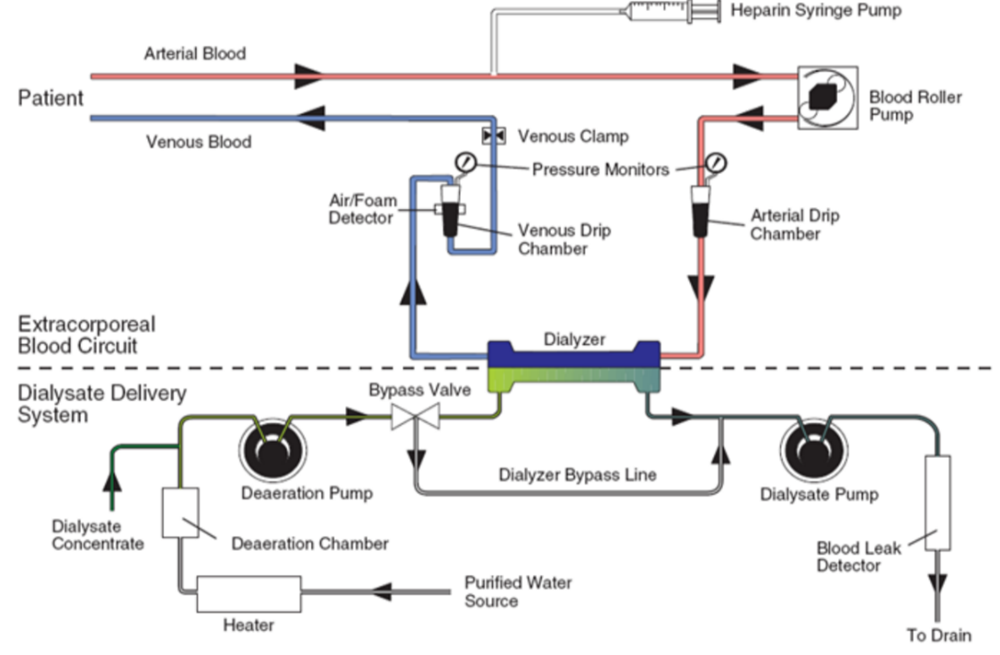 Heparin Syringe Pump
Arterial Blood
Patient
Blood Roller
Pump
Venous Blood
Venous Clamp
Pressure Monitors
Air/Foam
Detector
Venous Drip
Chamber
Arterial Drip
Chamber
Extracorporeal
Blood Circuit
Dialyzer
Dialysate Delivery
System
Bypass Valve
Dialyzer Bypass Line
Deaeration Pump
Dialysate Pump
Dialysate
Concentrate
Deaeration Chamber
Blood Leak
Detector
Purified Water
Source
Heater
To Drain